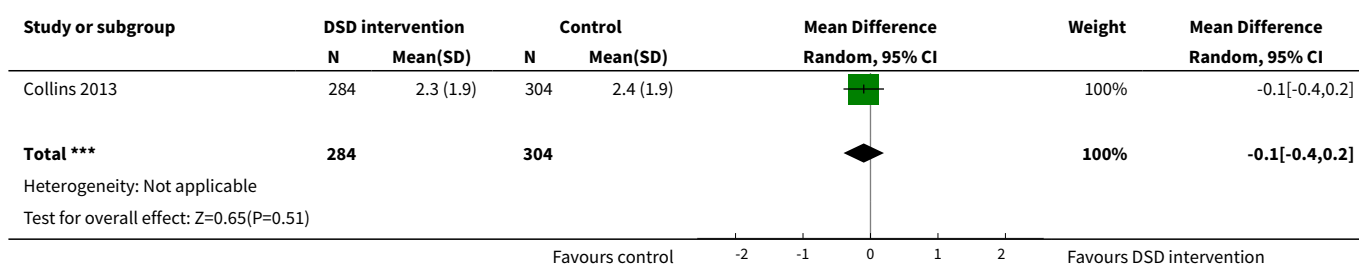 Study or subgroup DSD intervention Control Mean Difference Weight Mean Difference
N Mean(SD) N Mean(SD) Random, 95% CI Random, 95% CI
Collins 2013 284 2.3 (1.9) 304 2.4 (1.9) 100% -0.1[-0.4,0.2]
Total *** 284 304 100% -0.1[-0.4,0.2]
Heterogeneity: Not applicable
Test for overall effect: Z=0.65(P=0.51)
Favours control -2 -1 0 1 2 Favours DSD intervention